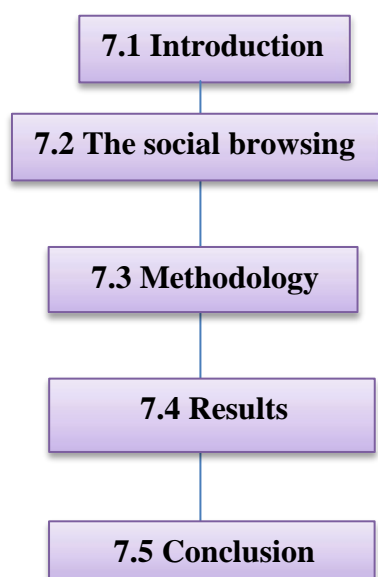 7.1 Introduction
7.2 The social browsing
7.3 Methodology
7.4 Results
7.5 Conclusion